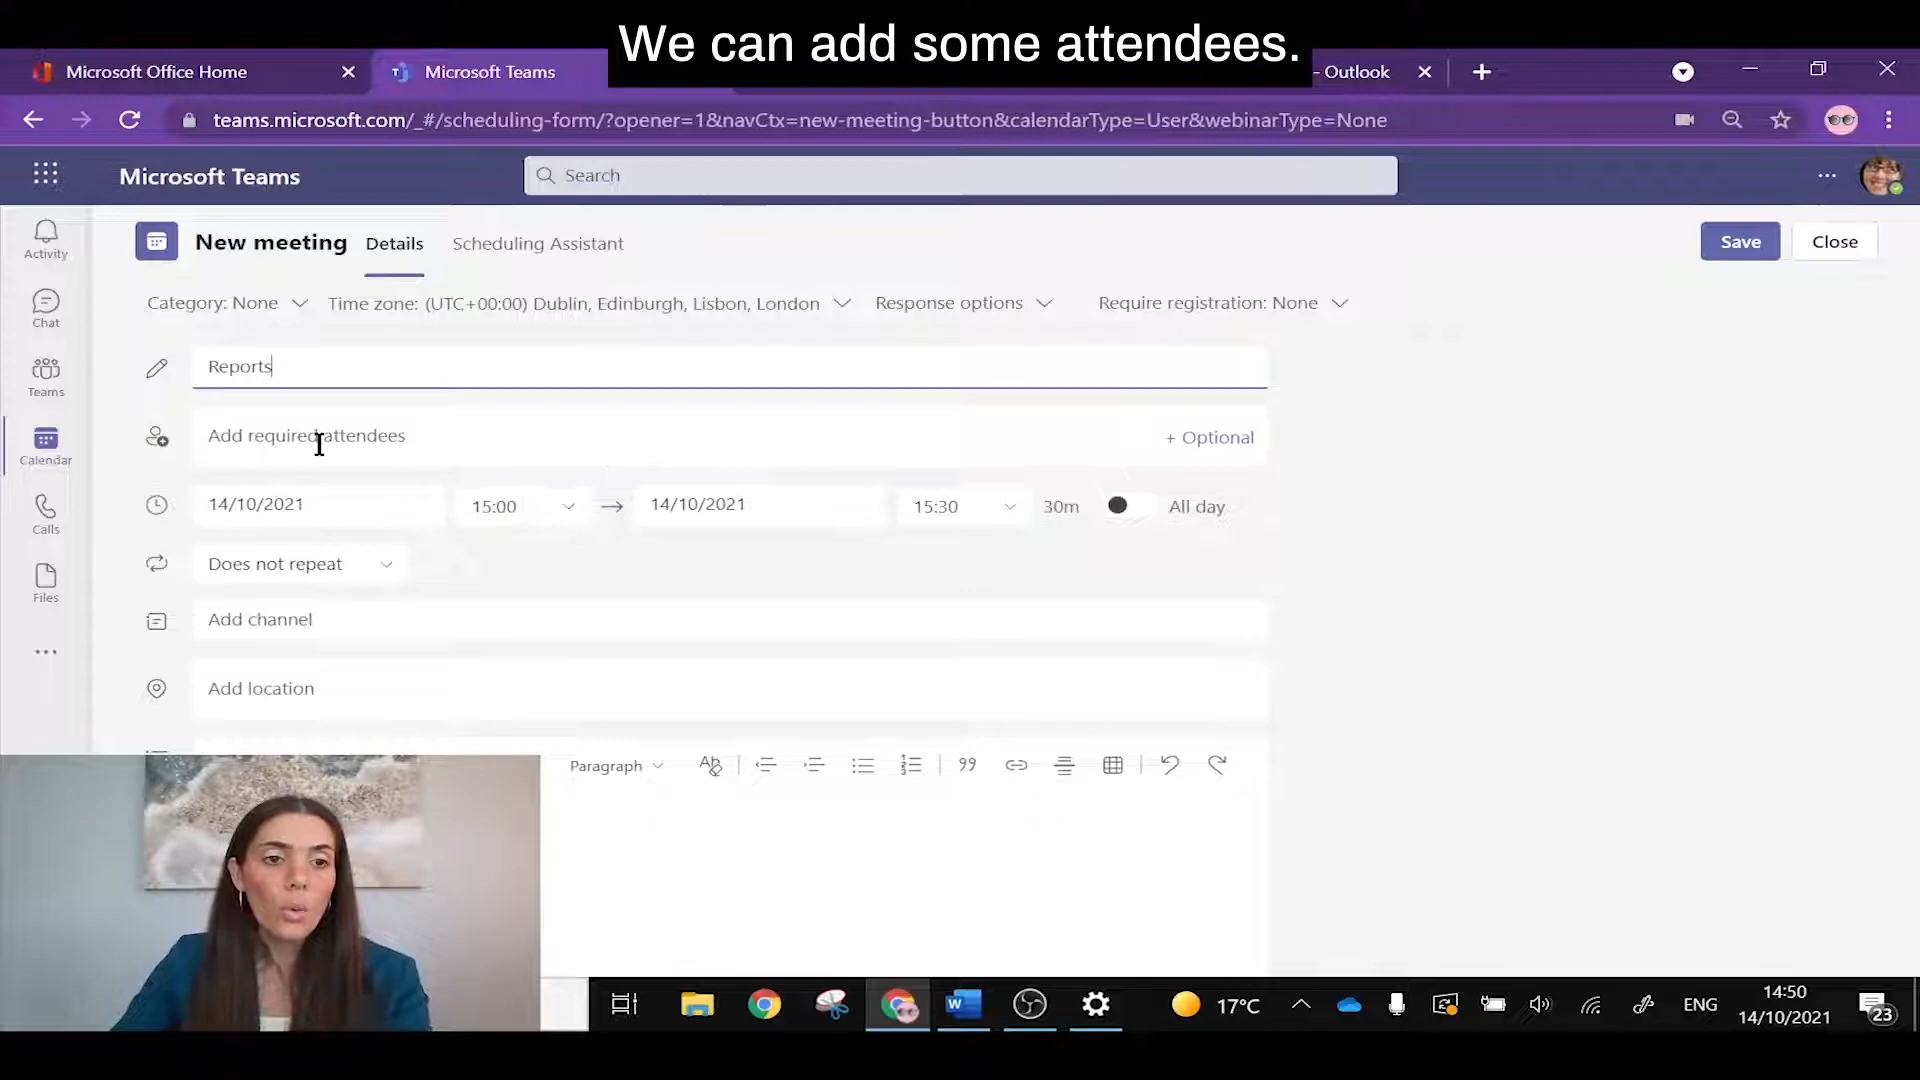 We can add some attendees.
Microsoft Office Home
Microsoft Teams
- Outlook
teams.microsoft.com/_#/scheduling-form/?opener=1&navCtx=new-meeting-button&calendarType=User&webinarType=None
Microsoft Teams
Search
Activity
Chat
Teams
Calendar
Calls
Files
New meeting
Details
Scheduling Assistant
Save
Close
Category: None
Time zone: (UTC+00:00) Dublin, Edinburgh, Lisbon, London
Response options
Require registration: None
Reports
Add required attendees
+ Optional
14/10/2021
15:00
14/10/2021
15:30
30m
All day
Does not repeat
Add channel
Add location
Paragraph
17°C
ENG
14:50
14/10/2021
23